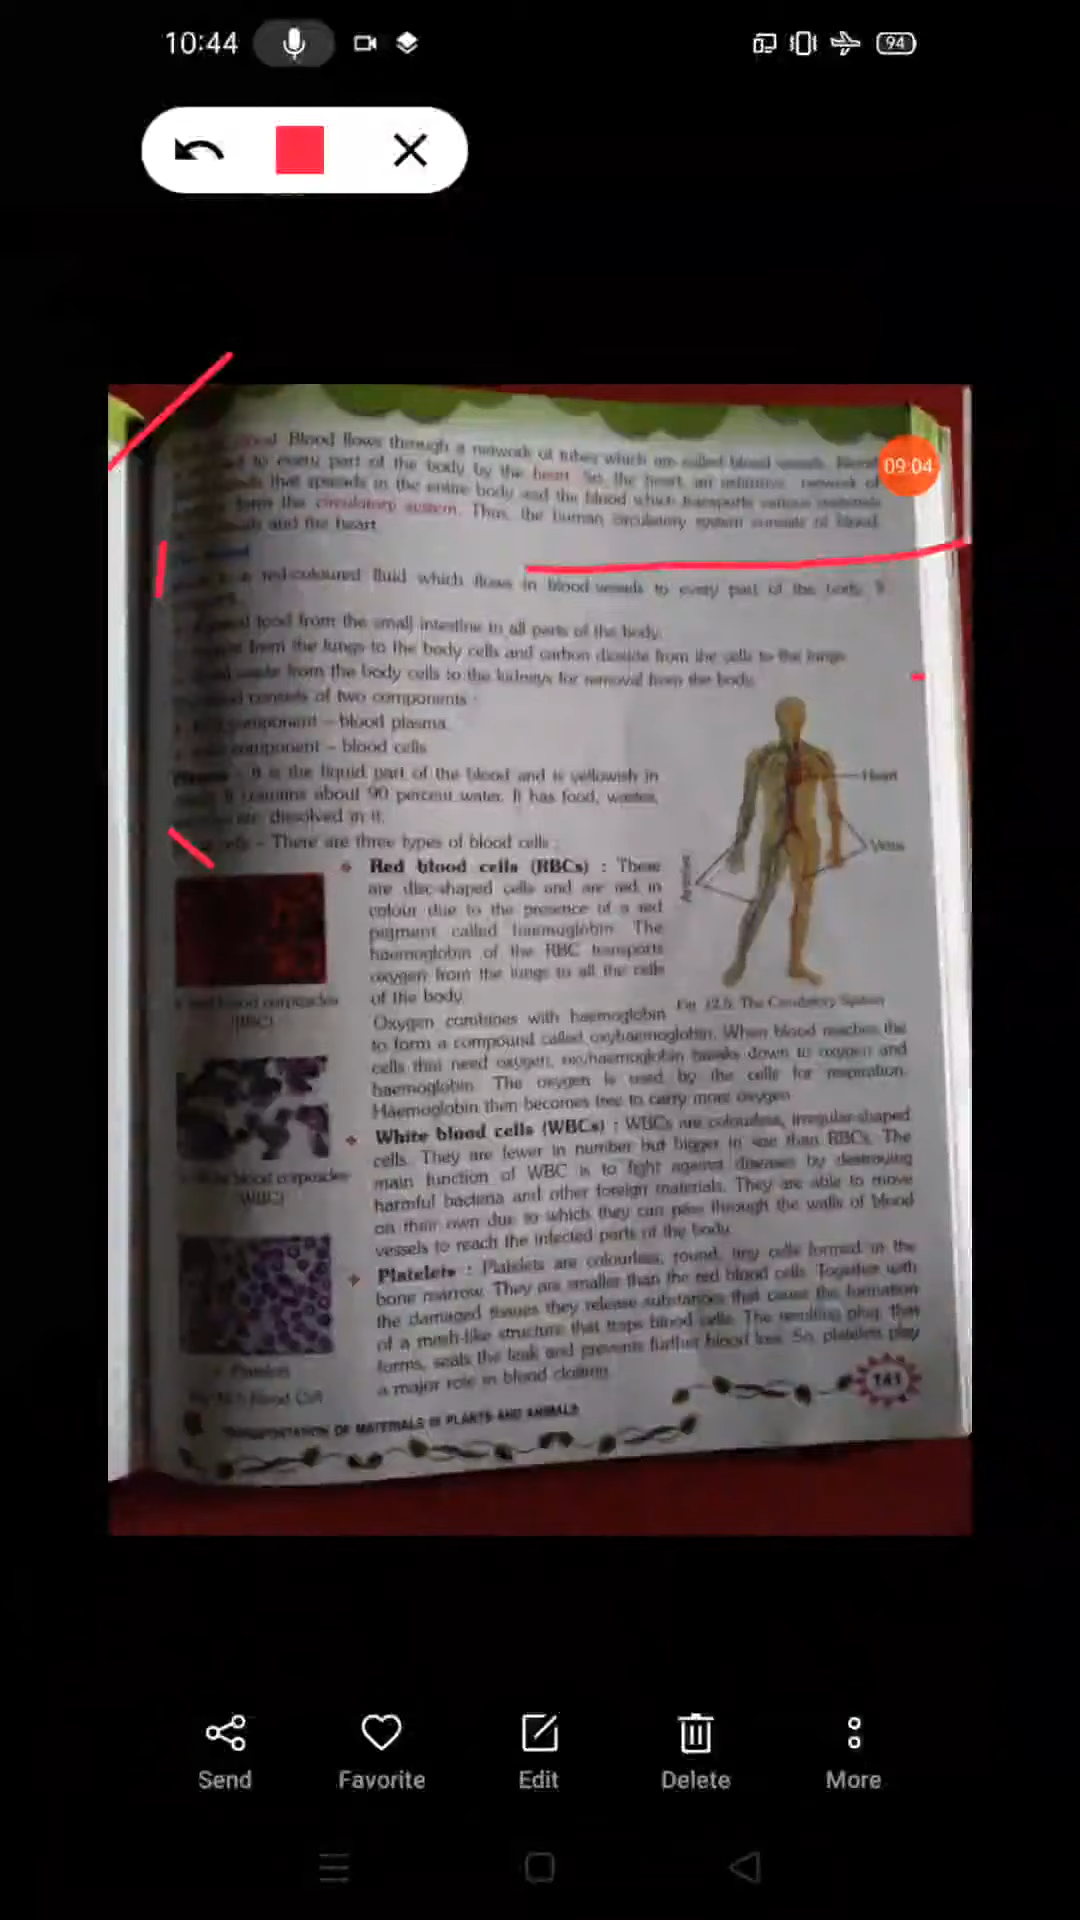 10:44
94
09:04
Blood flows through a network of tubes which are called blood vessels. Blood
to every part of the body by the heart. So, the heart, an network of
that spreads in the entire body and the blood which transports various materials
form the circulatory system. Thus, the human circulatory system consists of blood,
and the heart.
red-coloured fluid which flows in blood vessels to every part of the body. It
food from the small intestine to all parts of the body.
from the lungs to the body cells and carbon dioxide from the cells to the lungs.
waste from the body cells to the kidneys for removal from the body.
consists of two components -
component – blood plasma
component – blood cells
It is the liquid part of the blood and is yellowish in
It contains about 90 percent water. It has food, wastes,
dissolved in it.
– There are three types of blood cells :
Heart
Veins
Arteries
Red blood cells (RBCs) : These
are disc-shaped cells and are red in
colour due to the presence of a red
pigment called haemoglobin. The
haemoglobin of the RBC transports
oxygen from the lungs to all the cells
of the body.
Fig. 12.6. The Circulatory System
blood corpuscles
(RBC)
Oxygen combines with haemoglobin
to form a compound called oxyhaemoglobin. When blood reaches the
cells that need oxygen, oxyhaemoglobin breaks down to oxygen and
haemoglobin. The oxygen is used by the cells for respiration.
Haemoglobin then becomes free to carry more oxygen.
White blood cells (WBCs) : WBCs are colourless, irregular-shaped
cells. They are fewer in number but bigger in size than RBCs. The
main function of WBC is to fight against diseases by destroying
harmful bacteria and other foreign materials. They are able to move
on their own due to which they can pass through the walls of blood
vessels to reach the infected parts of the body.
blood corpuscles
(WBC)
Platelets : Platelets are colourless, round, tiny cells formed in the
bone marrow. They are smaller than the red blood cells. Together with
the damaged tissues they release substances that cause the formation
of a mesh-like structure that traps blood cells. The resulting plug, that
forms, seals the leak and prevents further blood loss. So, platelets play
a major role in blood clotting.
Platelets
Blood Cell
141
TRANSPORTATION OF MATERIALS IN PLANTS AND ANIMALS
Send
Favorite
Edit
Delete
More